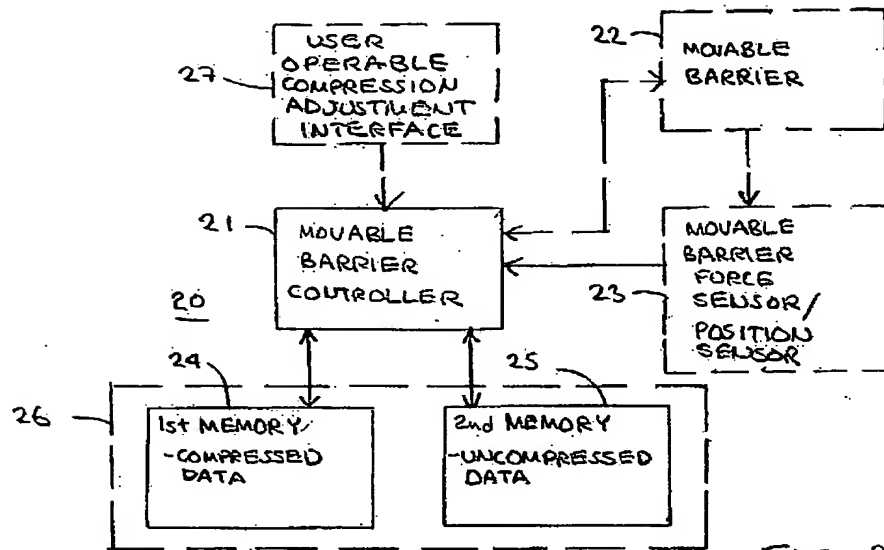 USER
OPERABLE
COMPRESSION
ADJUSTMENT
INTERFACE
27
22
MOVABLE
BARRIER
21
MOVABLE
BARRIER
CONTROLLER
MOVABLE
BARRIER
FORCE
SENSOR/
POSITION
SENSOR
23
20
24
25
26
1st MEMORY
-COMPRESSED
DATA
2nd MEMORY
-UNCOMPRESSED
DATA